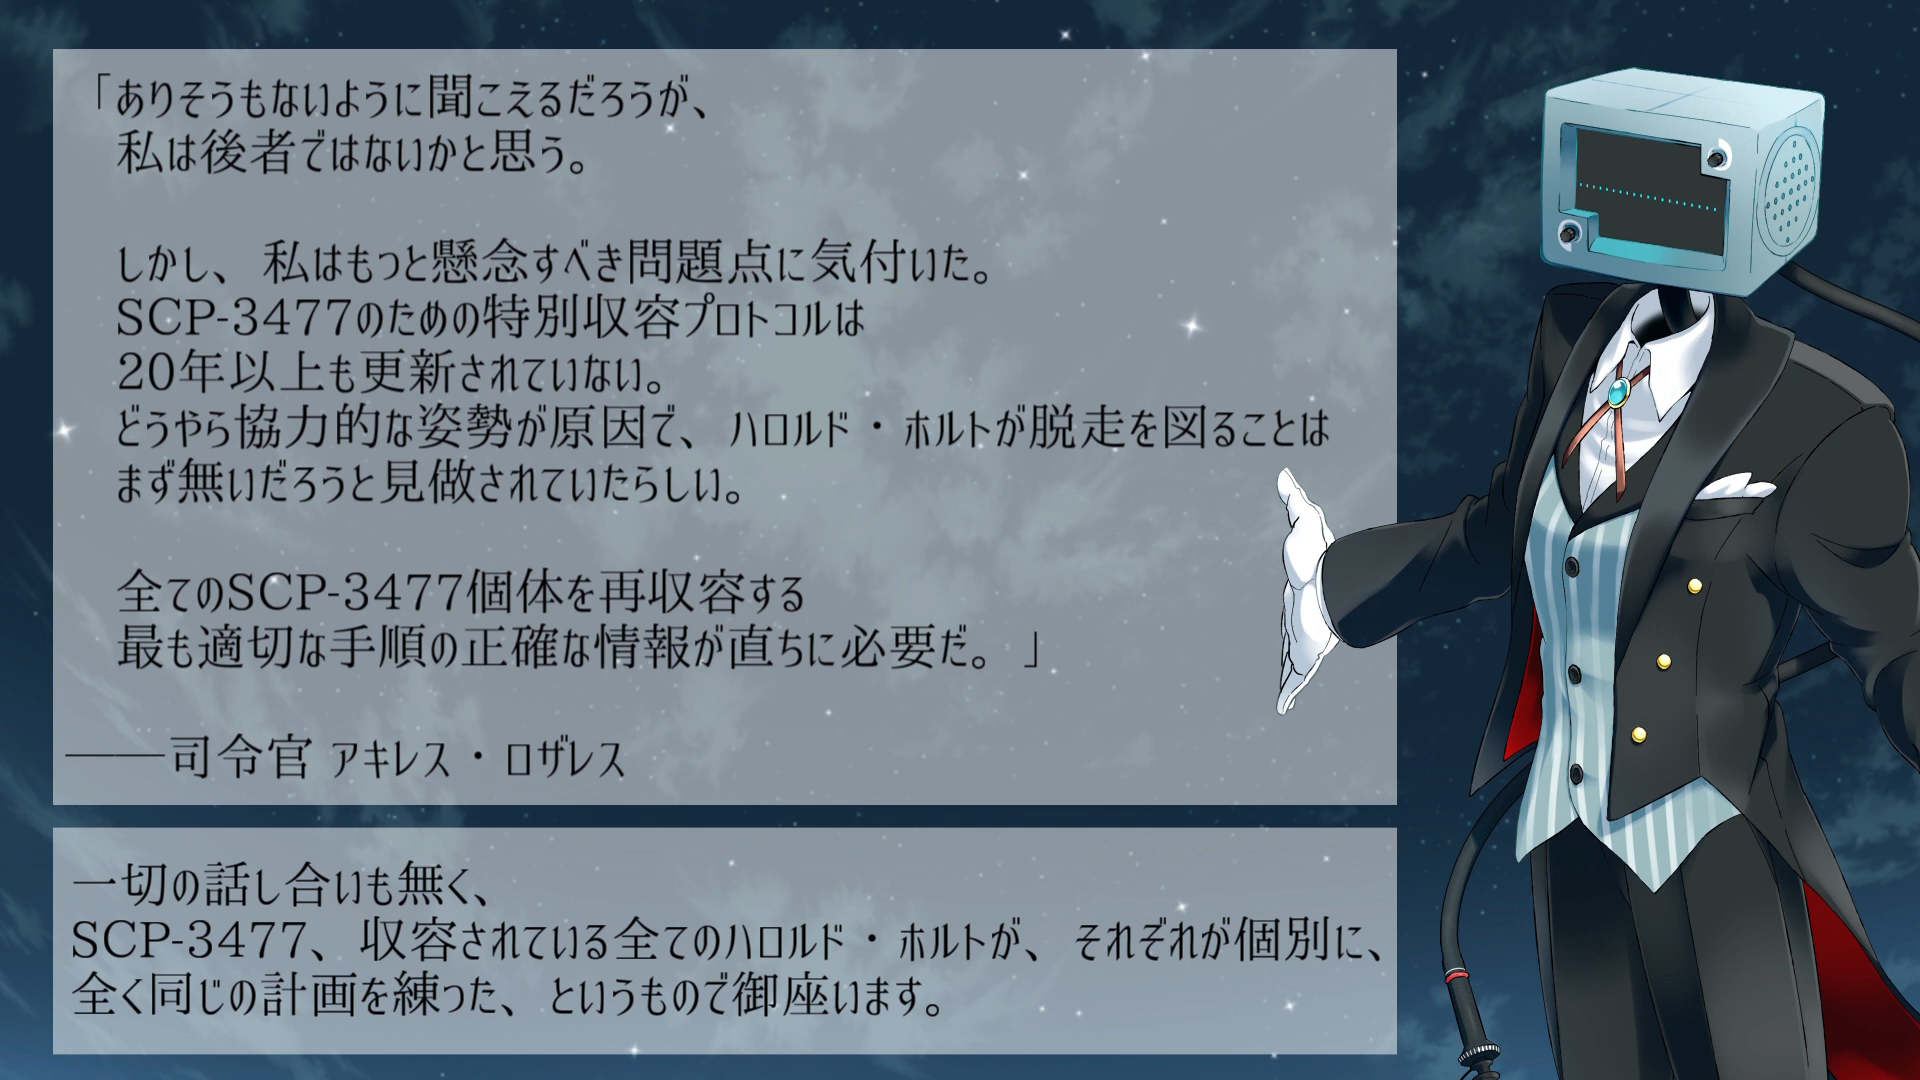 「ありそうもないように聞こえるだろうが、
私は後者ではないかと思う。
しかし、私はもっと懸念すべき問題点に気付いた。
SCP-3477のための特別収容プロトコルは
20年以上も更新されていない。
どうやら協力的な姿勢が原因で、ハロルド・ホルトが脱走を図ることは
まず無いだろうと見做されていたらしい。
全てのSCP-3477個体を再収容する
最も適切な手順の正確な情報が直ちに必要だ。」
――司令官 アキレス・ロザレス
一切の話し合いも無く、
SCP-3477、収容されている全てのハロルド・ホルトが、それぞれが個別に、
全く同じの計画を練った、というもので御座います。